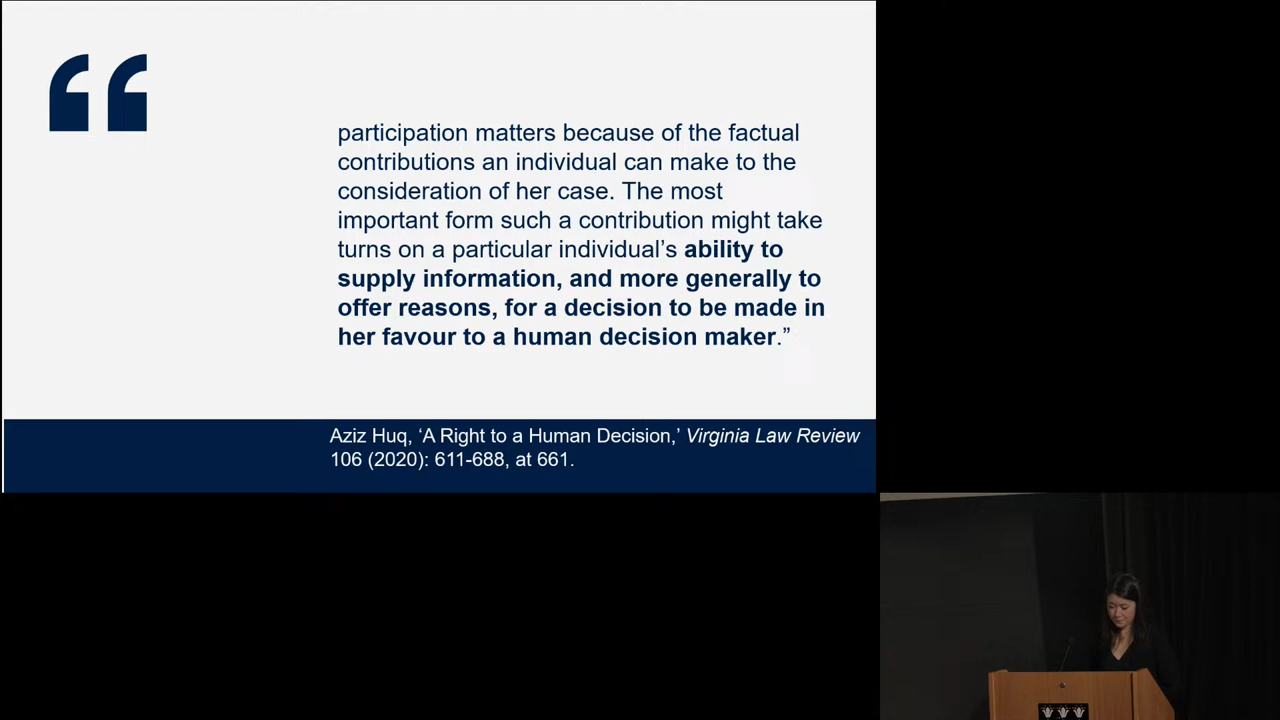 “
participation matters because of the factual
contributions an individual can make to the
consideration of her case. The most
important form such a contribution might take
turns on a particular individual’s ability to
supply information, and more generally to
offer reasons, for a decision to be made in
her favour to a human decision maker.”
Aziz Huq, ‘A Right to a Human Decision,’ Virginia Law Review
106 (2020): 611-688, at 661.